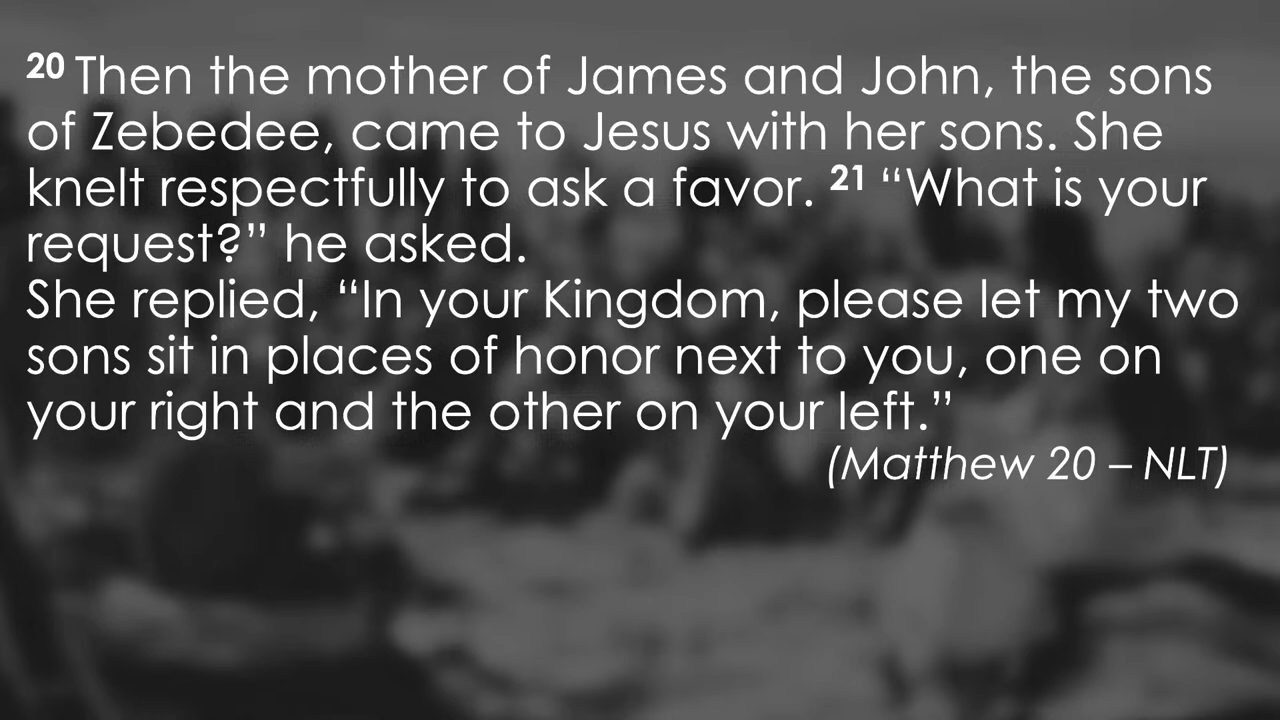 20 Then the mother of James and John, the sons
of Zebedee, came to Jesus with her sons. She
knelt respectfully to ask a favor. 21 “What is your
request?” he asked.
She replied, “In your Kingdom, please let my two
sons sit in places of honor next to you, one on
your right and the other on your left.”
(Matthew 20 – NLT)